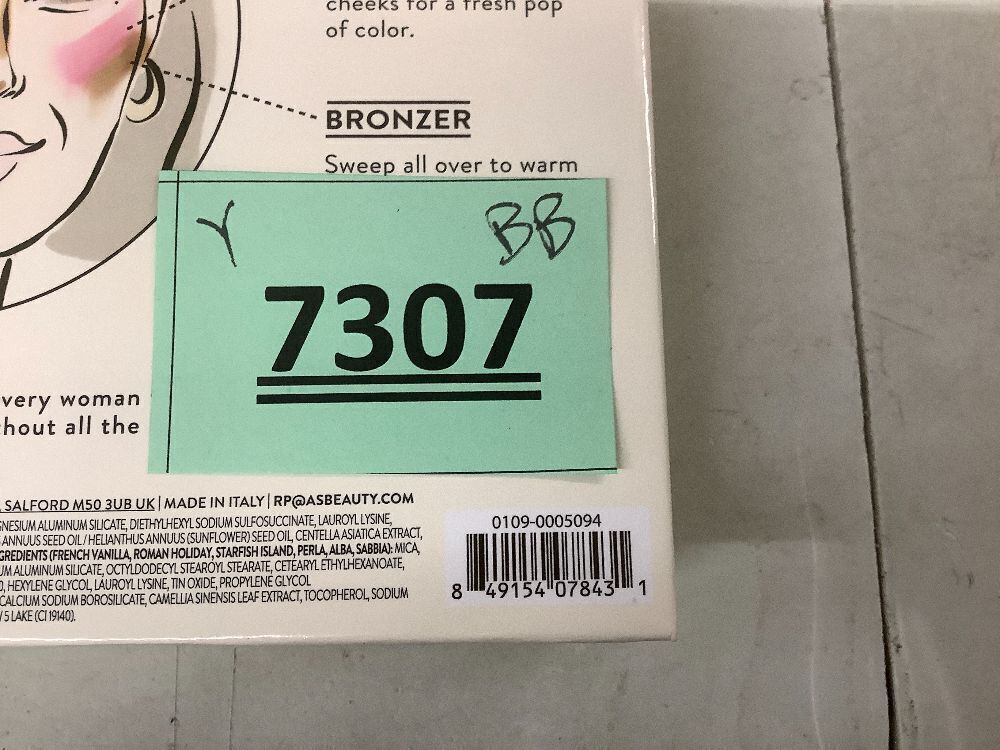 cheeks for a fresh pop
of color.
BRONZER
Sweep all over to warm
Y BB
7307
very woman
hout all the
SALFORD M50 3UB UK | MADE IN ITALY | RP@ASBEAUTY.COM
GNESIUM ALUMINUM SILICATE, DIETHYLHEXYL SODIUM SULFOSUCCINATE, LAUROYL LYSINE,
ANNUUS SEED OIL / HELIANTHUS ANNUUS (SUNFLOWER) SEED OIL, CENTELLA ASIATICA EXTRACT,
GREDIENTS (FRENCH VANILLA, ROMAN HOLIDAY, STARFISH ISLAND, PERLA, ALBA, SABBIA): MICA,
UM ALUMINUM SILICATE, OCTYLDODECYL STEAROYL STEARATE, CETEARYL ETHYLHEXANOATE,
, HEXYLENE GLYCOL, LAUROYL LYSINE, TIN OXIDE, PROPYLENE GLYCOL
CALCIUM SODIUM BOROSILICATE, CAMELLIA SINENSIS LEAF EXTRACT, TOCOPHEROL, SODIUM
5 LAKE (CI 19140).
0109-0005094
8 49154 07843 1